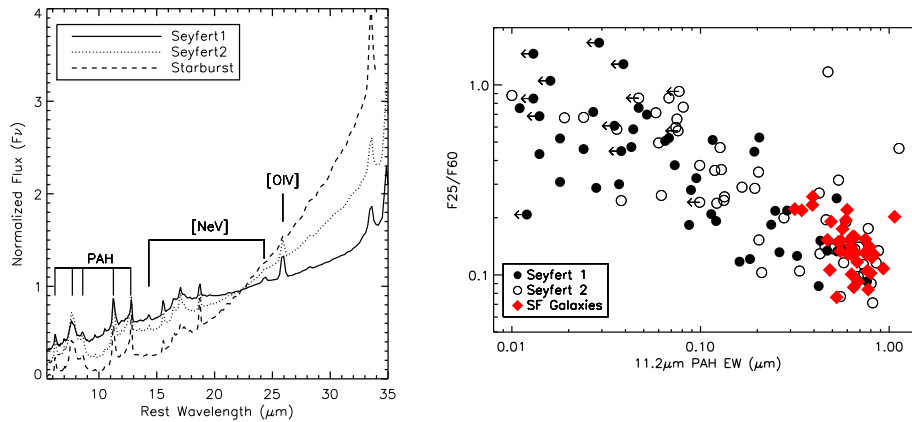 Seyfert1
Seyfert2
Starburst
[OIV]
[NeV]
PAH
Normalized Flux (Fν)
4
3
2
1
0
10 15 20 25 30 35
Rest Wavelength (μm)
F25/F60
1.0
0.1
Seyfert 1
Seyfert 2
SF Galaxies
0.01 0.10 1.00
11.2μm PAH EW (μm)